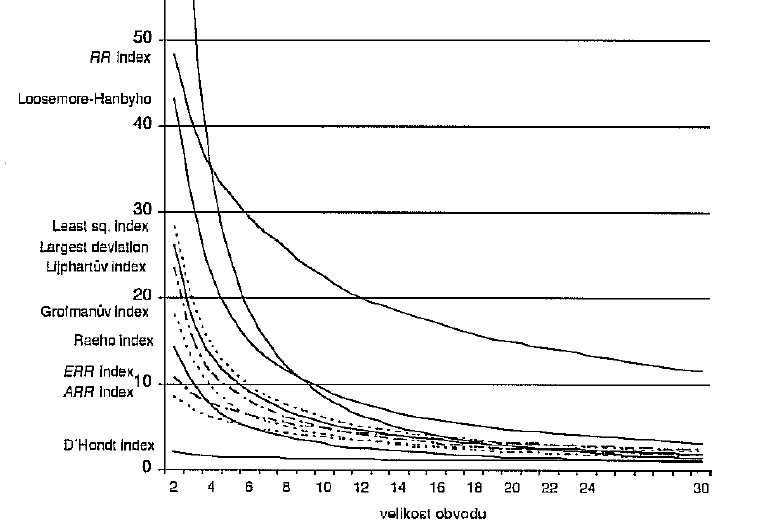 50
RR index
Loosemore-Hanbyho
40
30
Least sq. index
Largest deviation
Lijphartův index
20
Grofmanův index
Raeho index
ERR index
10
ARR index
D'Hondt index
0
2 4 6 8 10 12 14 16 18 20 22 24 30
velikost obvodu